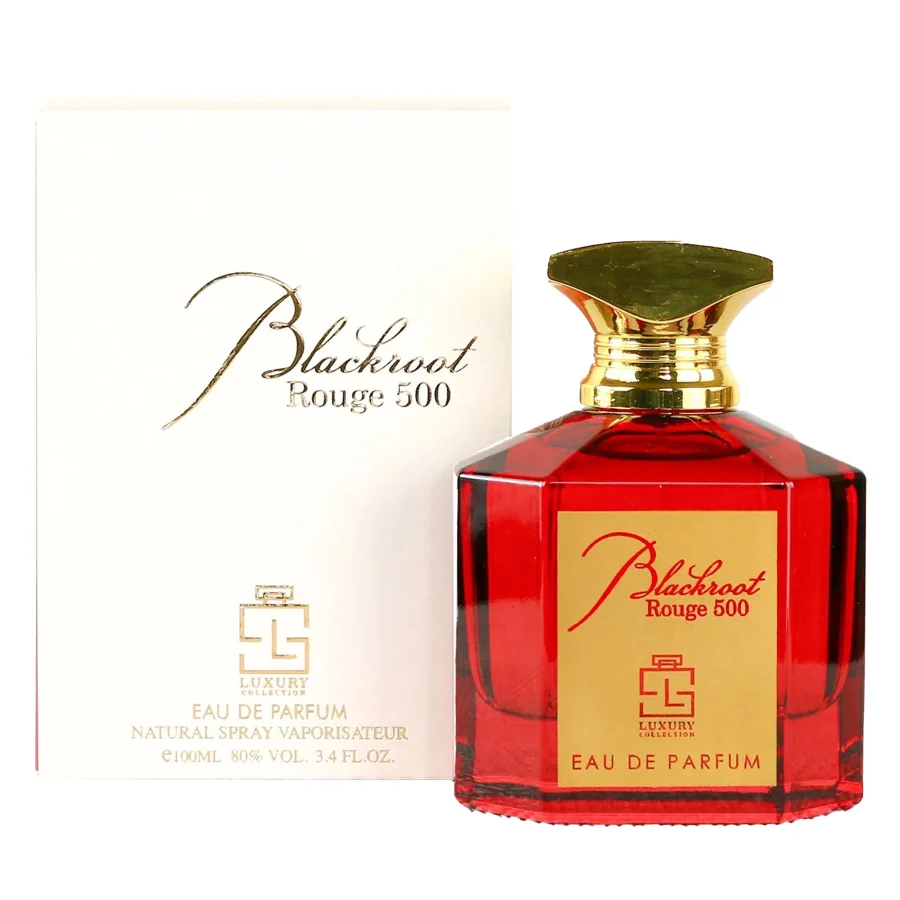 Blackroot
Rouge 500
LUXURY
COLLECTION
EAU DE PARFUM
NATURAL SPRAY VAPORISATEUR
℮100ML 80% VOL. 3.4 FL.OZ.
Blackroot
Rouge 500
LUXURY
COLLECTION
EAU DE PARFUM